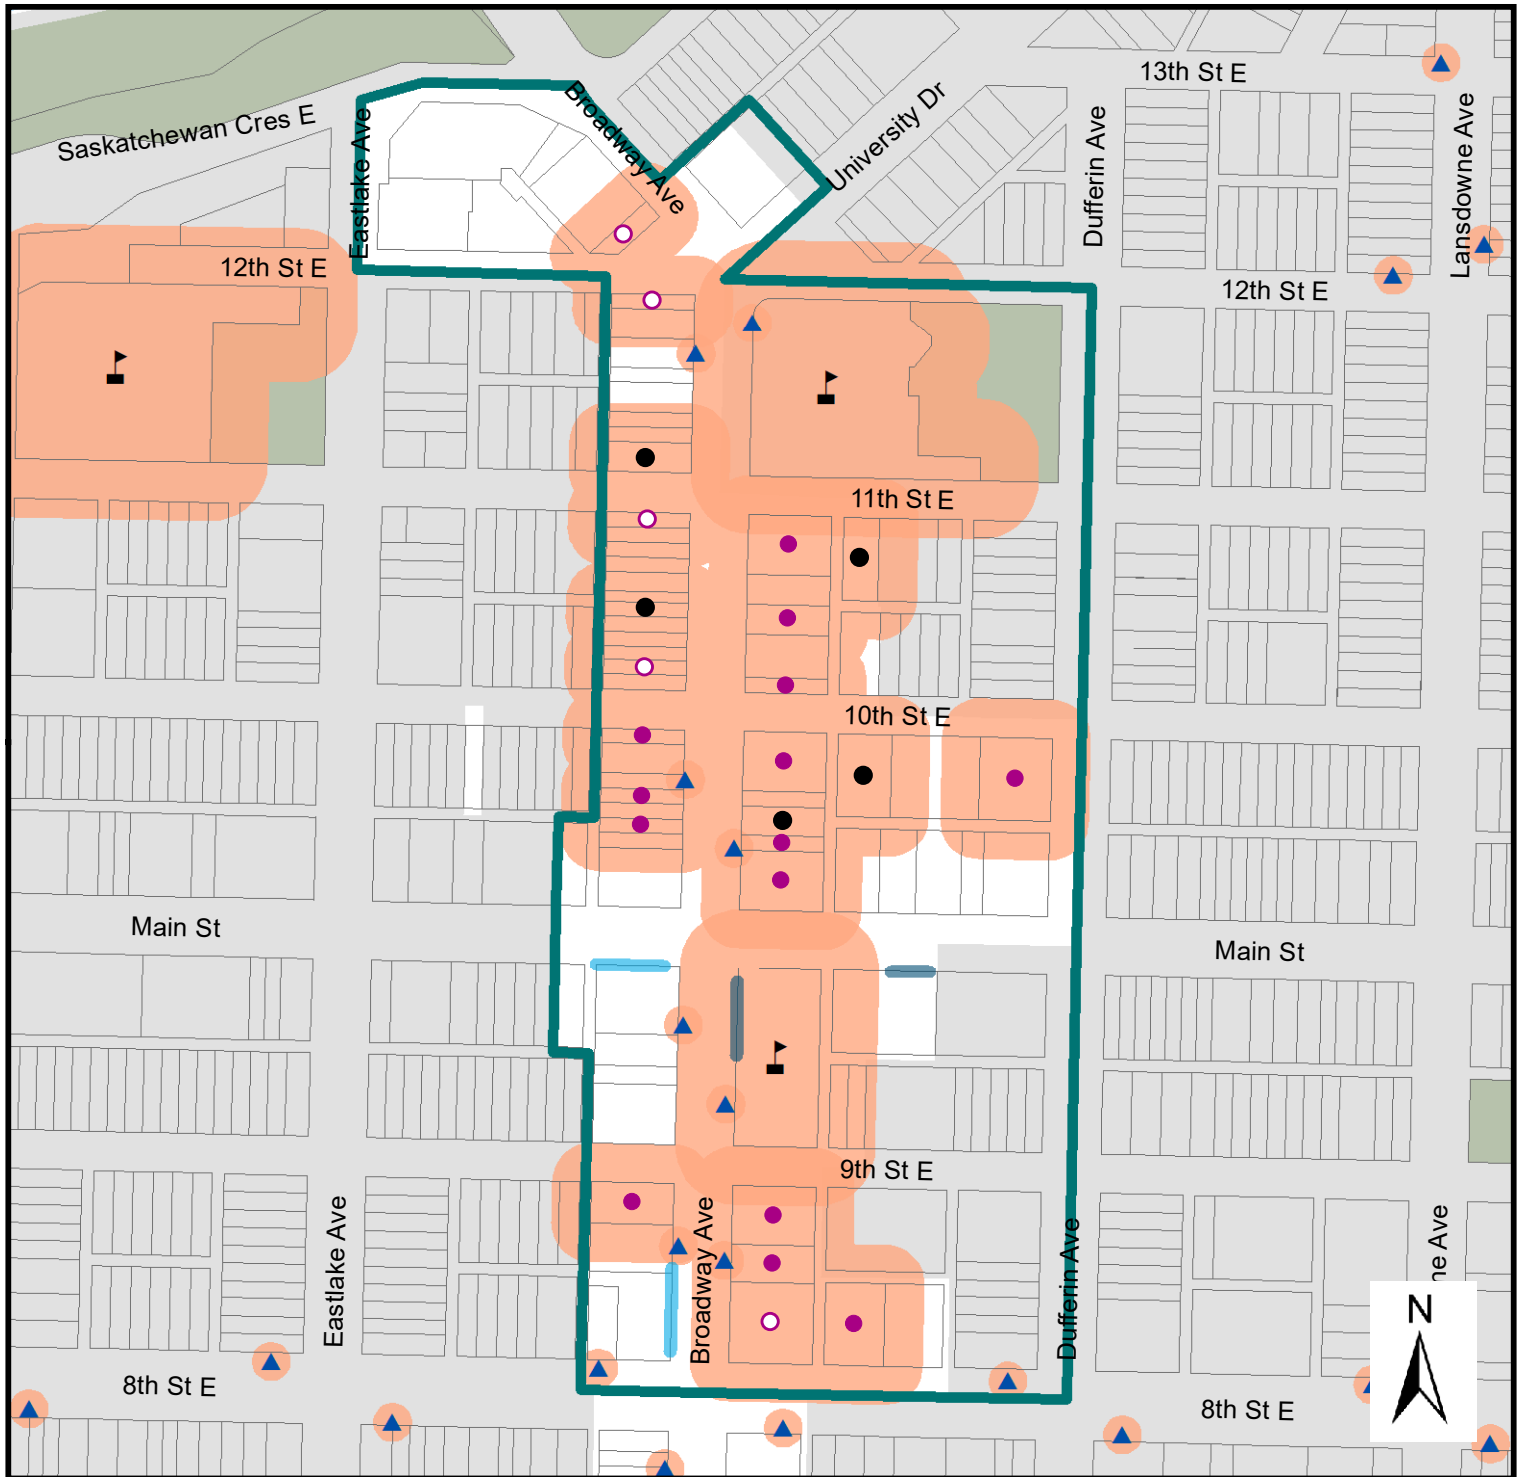 13th St E
Saskatchewan Cres E
Eastlake Ave
Broadway Ave
University Dr
Dufferin Ave
Lansdowne Ave
12th St E
12th St E
11th St E
10th St E
Main St
Main St
9th St E
Eastlake Ave
Broadway Ave
Dufferin Ave
ne Ave
N
8th St E
8th St E